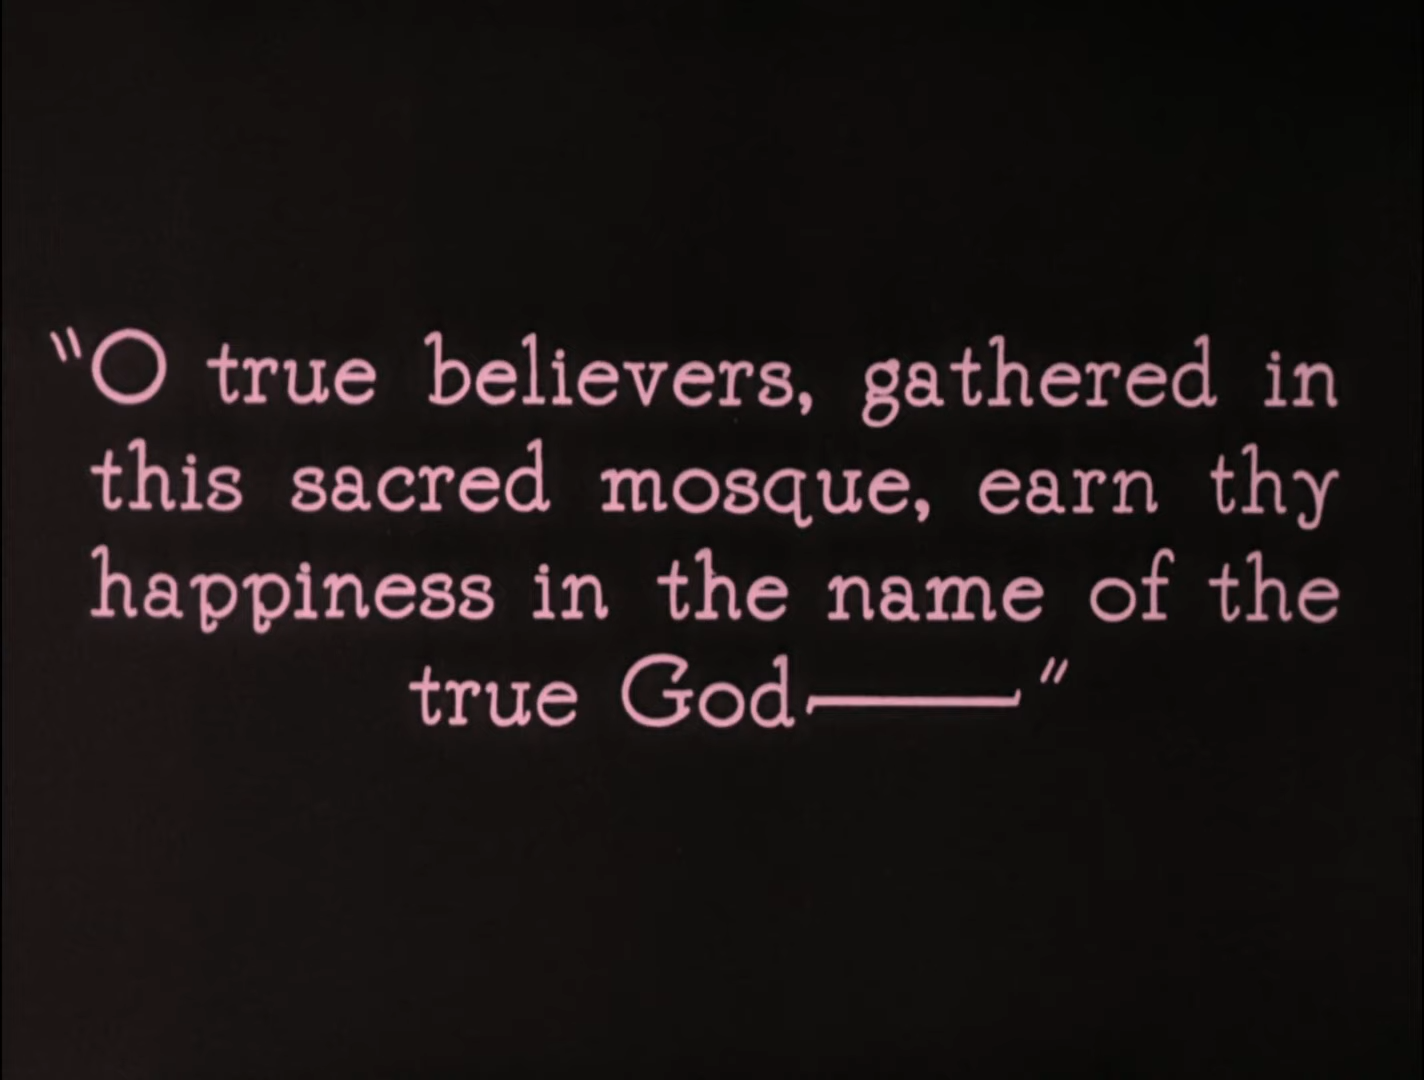 "O true believers, gathered in
this sacred mosque, earn thy
happiness in the name of the
true God——"